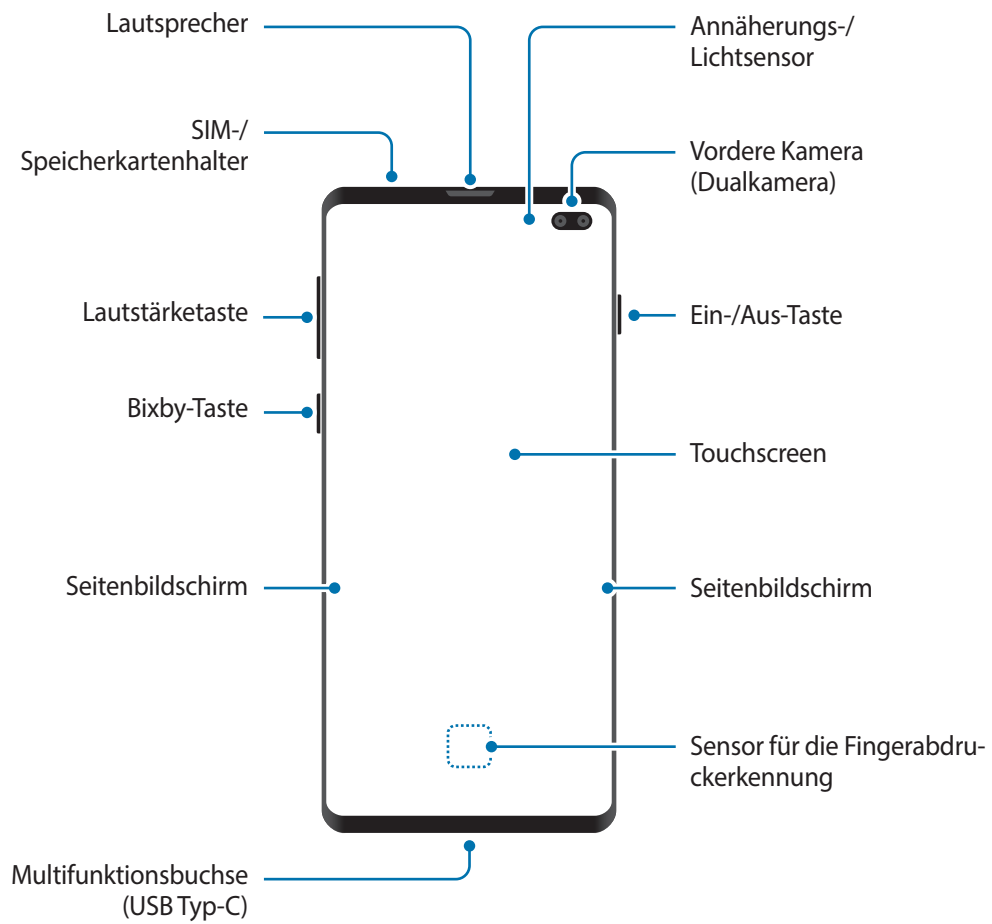 Lautsprecher
SIM-/
Speicherkartenhalter
Lautstärketaste
Bixby-Taste
Seitenbildschirm
Multifunktionsbuchse
(USB Typ-C)
Annäherungs-/
Lichtsensor
Vordere Kamera
(Dualkamera)
Ein-/Aus-Taste
Touchscreen
Seitenbildschirm
Sensor für die Fingerabdru-
ckerkennung